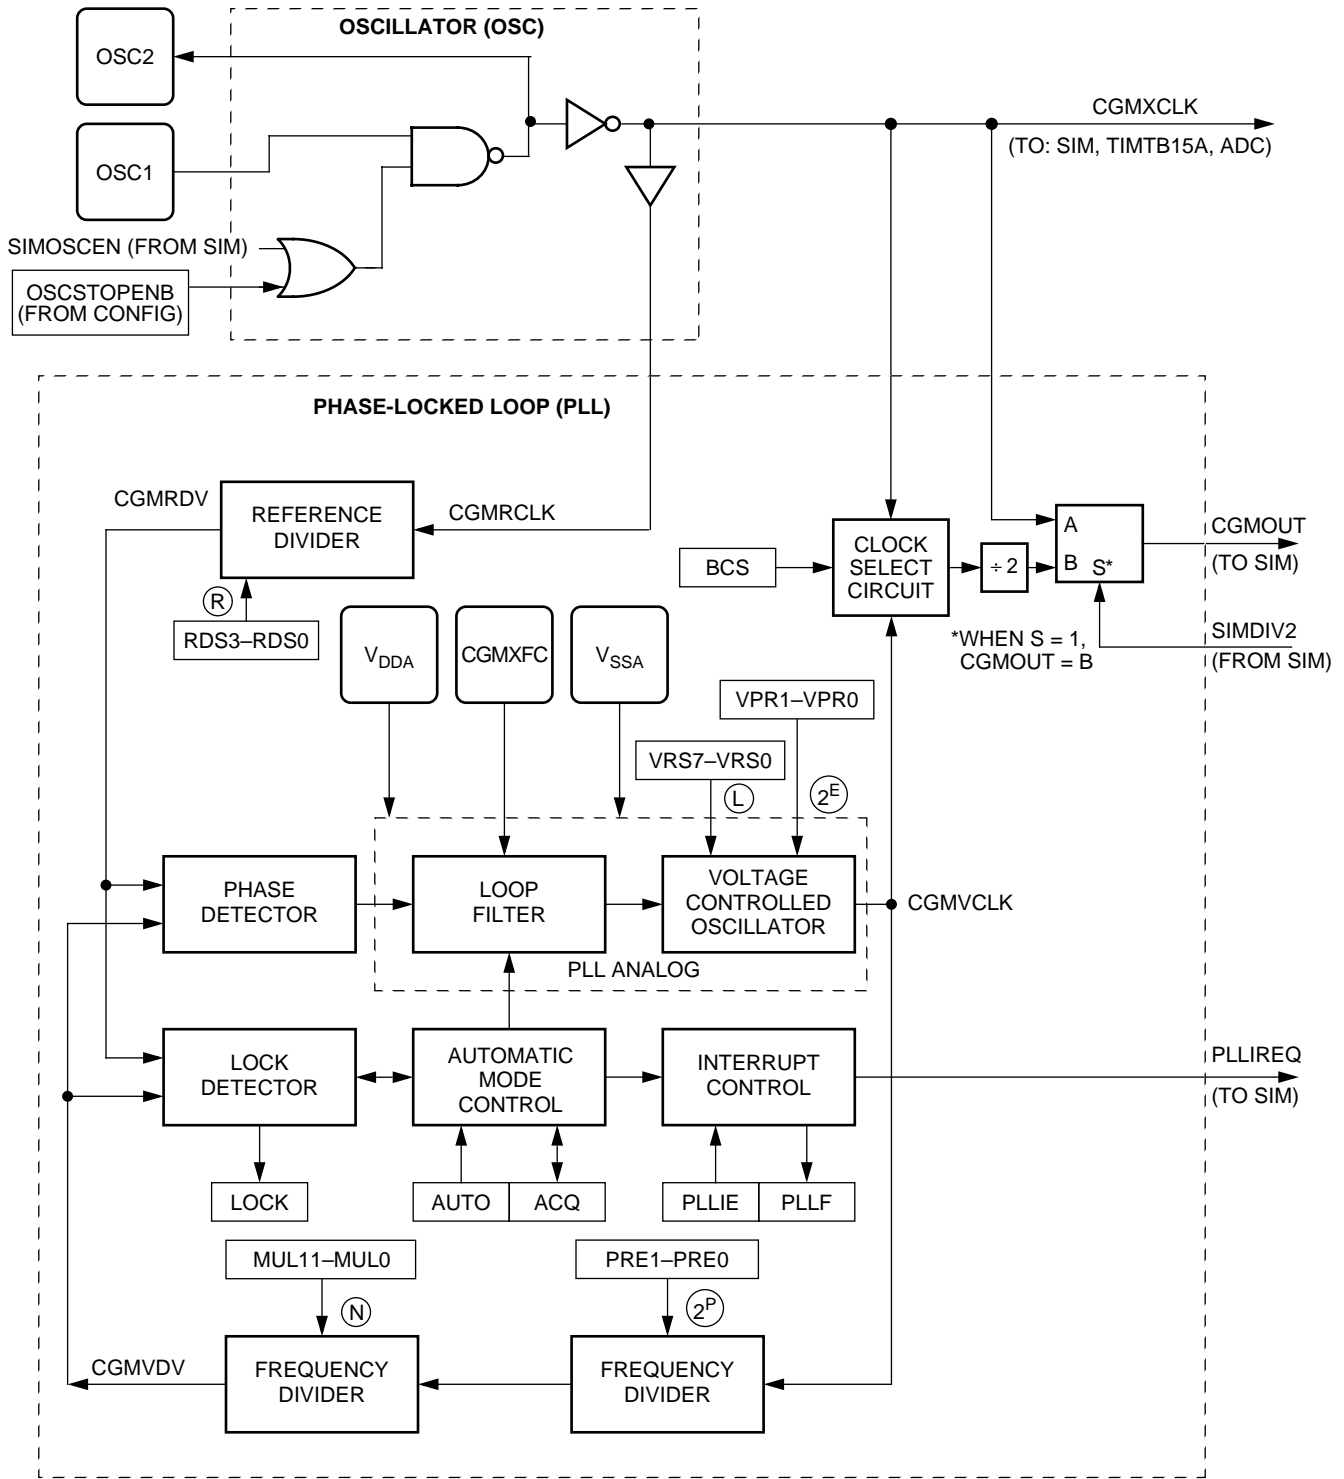 OSCILLATOR (OSC)
OSC2
CGMXCLK
(TO: SIM, TIMTB15A, ADC)
OSC1
SIMOSCEN (FROM SIM)
OSCSTOPENB
(FROM CONFIG)
PHASE-LOCKED LOOP (PLL)
CGMRDV
REFERENCE
DIVIDER
CGMRCLK
R
RDS3–RDS0
BCS
CLOCK
SELECT
CIRCUIT
÷ 2
A
B
S*
CGMOUT
(TO SIM)
*WHEN S = 1,
CGMOUT = B
SIMDIV2
(FROM SIM)
VDDA
CGMXFC
VSSA
VPR1–VPR0
VRS7–VRS0
L
2E
PHASE
DETECTOR
LOOP
FILTER
VOLTAGE
CONTROLLED
OSCILLATOR
CGMVCLK
PLL ANALOG
LOCK
DETECTOR
AUTOMATIC
MODE
CONTROL
INTERRUPT
CONTROL
PLLIREQ
(TO SIM)
LOCK
AUTO
ACQ
PLLIE
PLLF
MUL11–MUL0
PRE1–PRE0
N
2P
CGMVDV
FREQUENCY
DIVIDER
FREQUENCY
DIVIDER